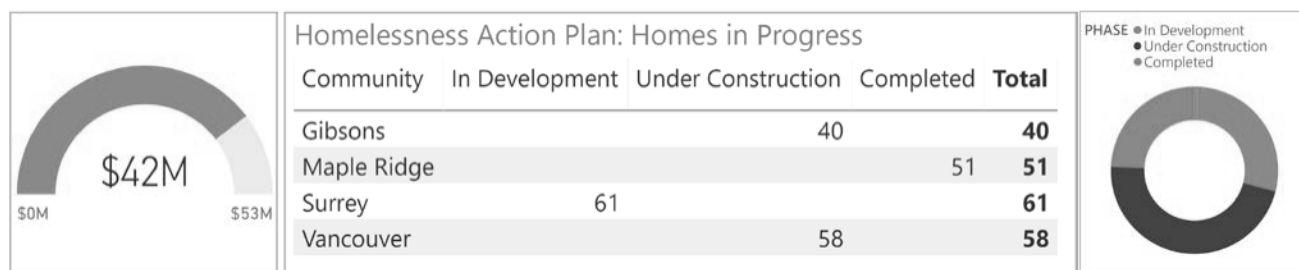 $42M
$0M $53M
Homelessness Action Plan: Homes in Progress
Community In Development Under Construction Completed Total
Gibsons 40 40
Maple Ridge 51 51
Surrey 61 61
Vancouver 58 58
PHASE In Development
Under Construction
Completed